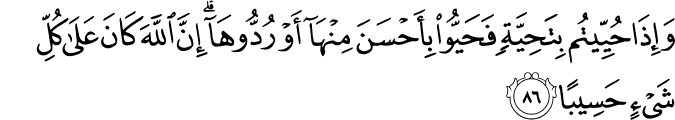 وَإِذَا حُيِّيتُم بِتَحِيَّةٍ فَحَيُّوا۟ بِأَحْسَنَ مِنْهَآ أَوْ رُدُّوهَآ ۗ إِنَّ ٱللَّهَ كَانَ عَلَىٰ كُلِّ
شَىْءٍ حَسِيبًا ٨٦